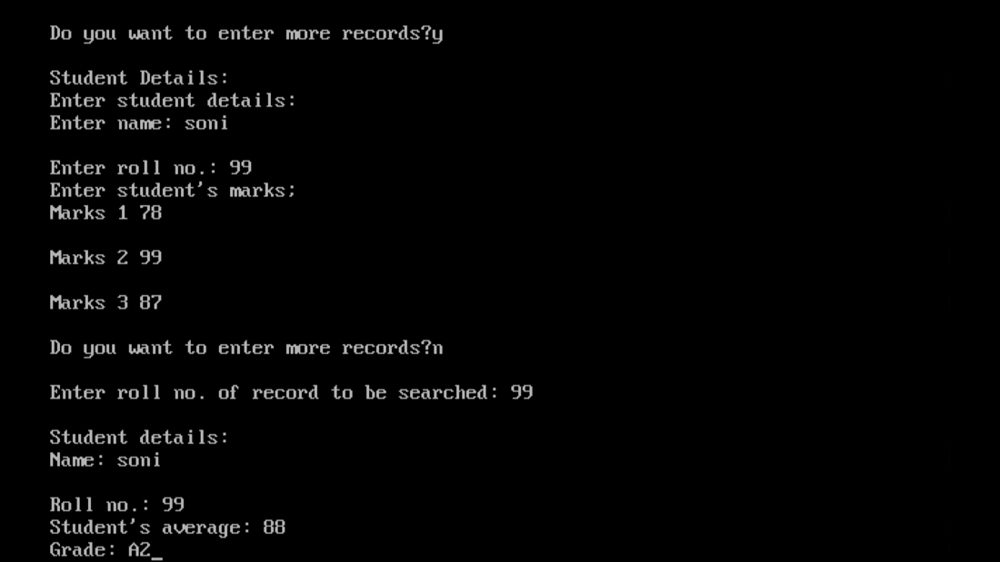 Do you want to enter more records?y
Student Details:
Enter student details:
Enter name: soni
Enter roll no.: 99
Enter student's marks;
Marks 1 78
Marks 2 99
Marks 3 87
Do you want to enter more records?n
Enter roll no. of record to be searched: 99
Student details:
Name: soni
Roll no.: 99
Student's average: 88
Grade: A2_